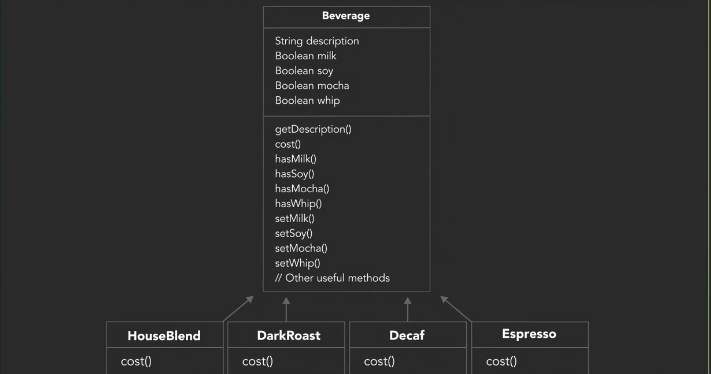 Beverage
String description
Boolean milk
Boolean soy
Boolean mocha
Boolean whip
getDescription()
cost()
hasMilk()
hasSoy()
hasMocha()
hasWhip()
setMilk()
setSoy()
setMocha()
setWhip()
// Other useful methods
HouseBlend
cost()
DarkRoast
cost()
Decaf
cost()
Espresso
cost()